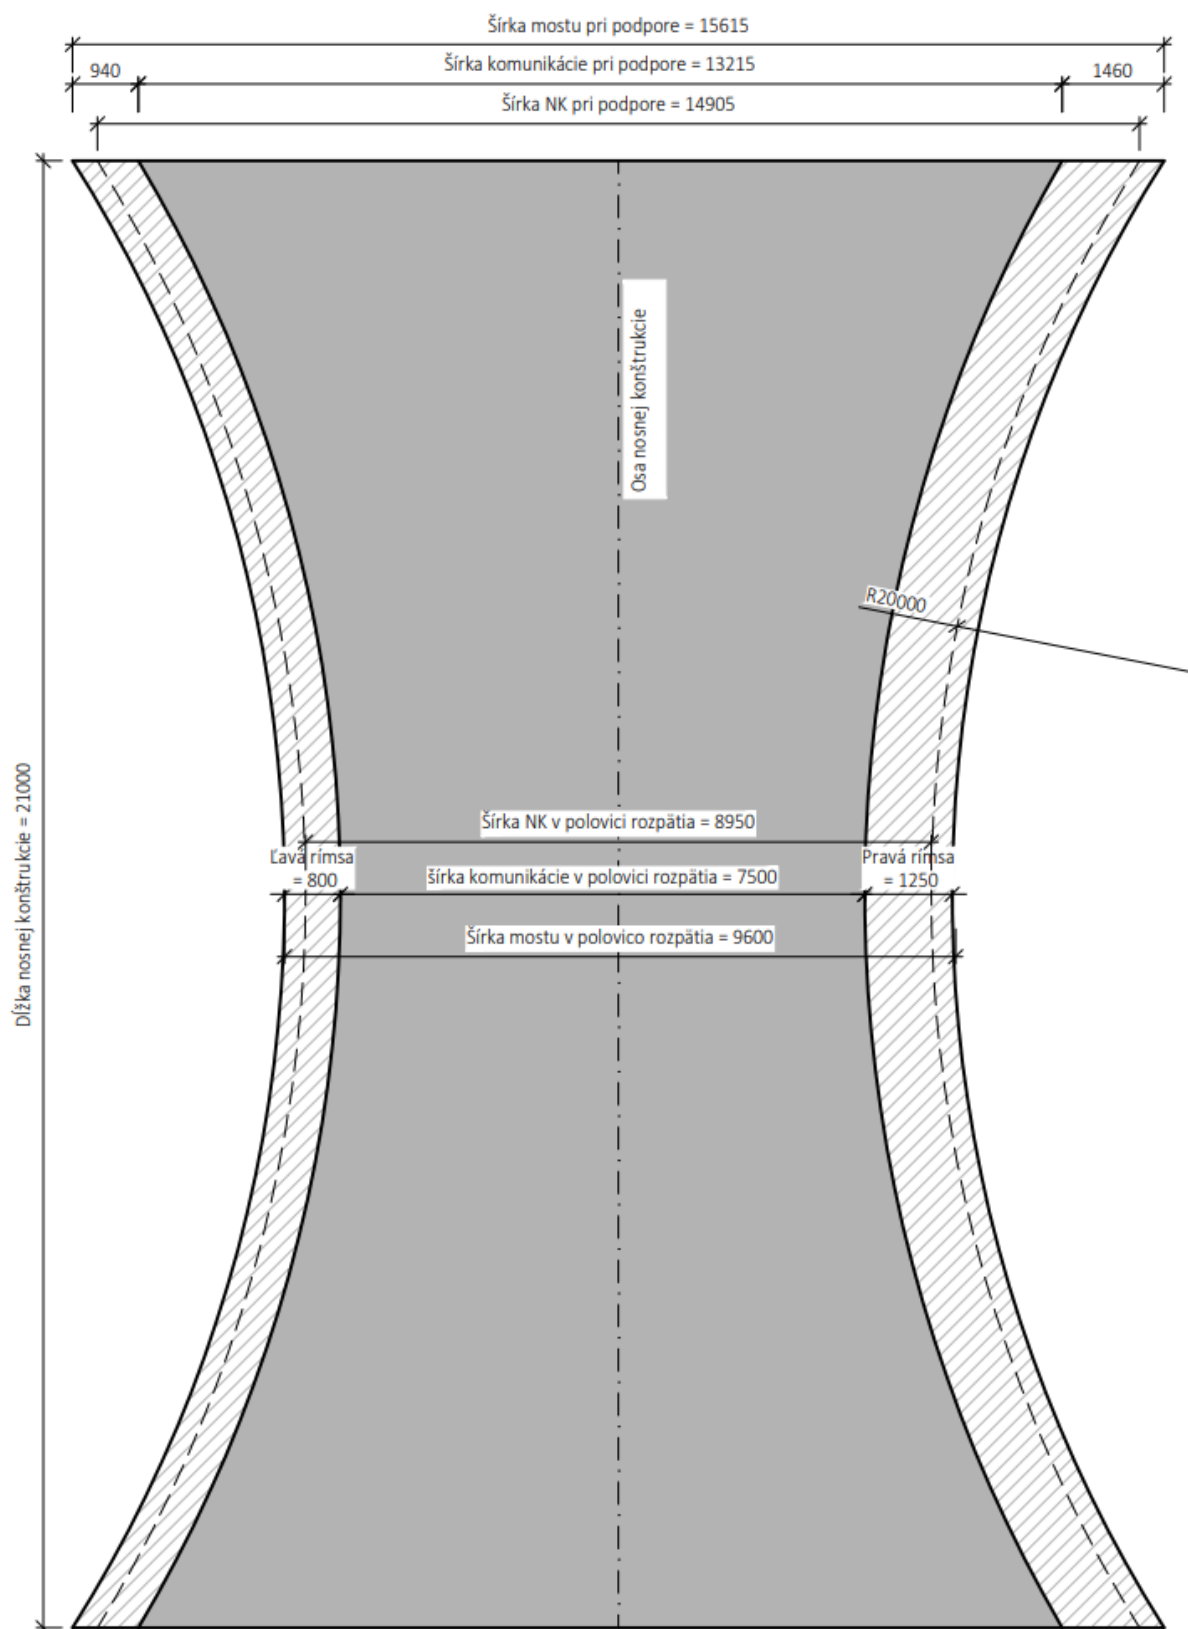 Šírka mostu pri podpore = 15615
Šírka komunikácie pri podpore = 13215
940
1460
Šírka NK pri podpore = 14905
Osa nosnej konštrukcie
R20000
Dĺžka nosnej konštrukcie = 21000
Šírka NK v polovici rozpätia = 8950
Ľavá rímsa
= 800
šírka komunikácie v polovici rozpätia = 7500
Pravá rímsa
= 1250
Šírka mostu v polovico rozpätia = 9600